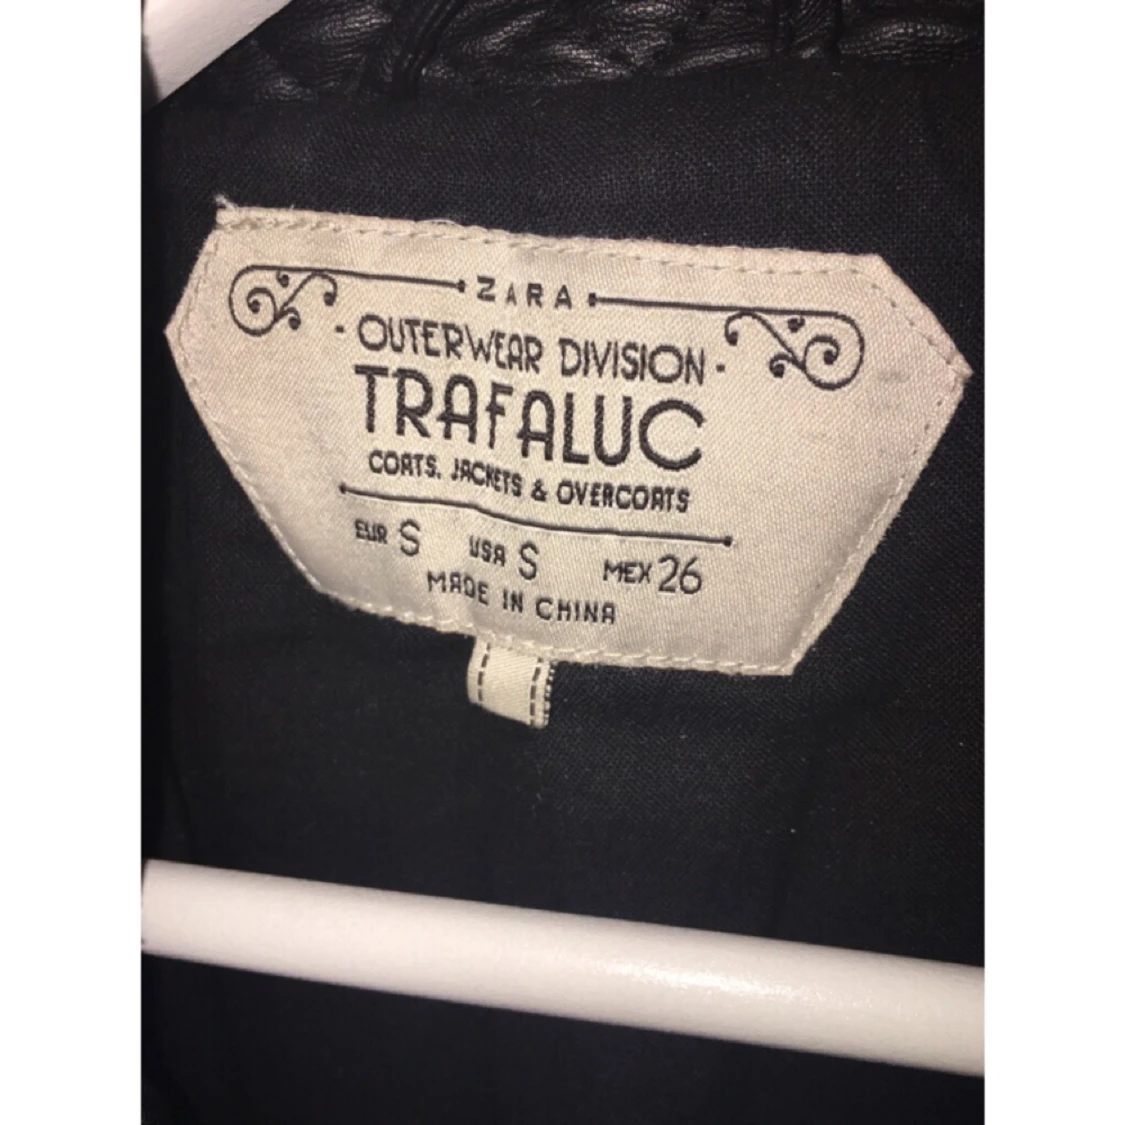 ZARA
· OUTERWEAR DIVISION ·
TRAFALUC
COATS, JACKETS & OVERCOATS
EUR S USA S MEX 26
MADE IN CHINA